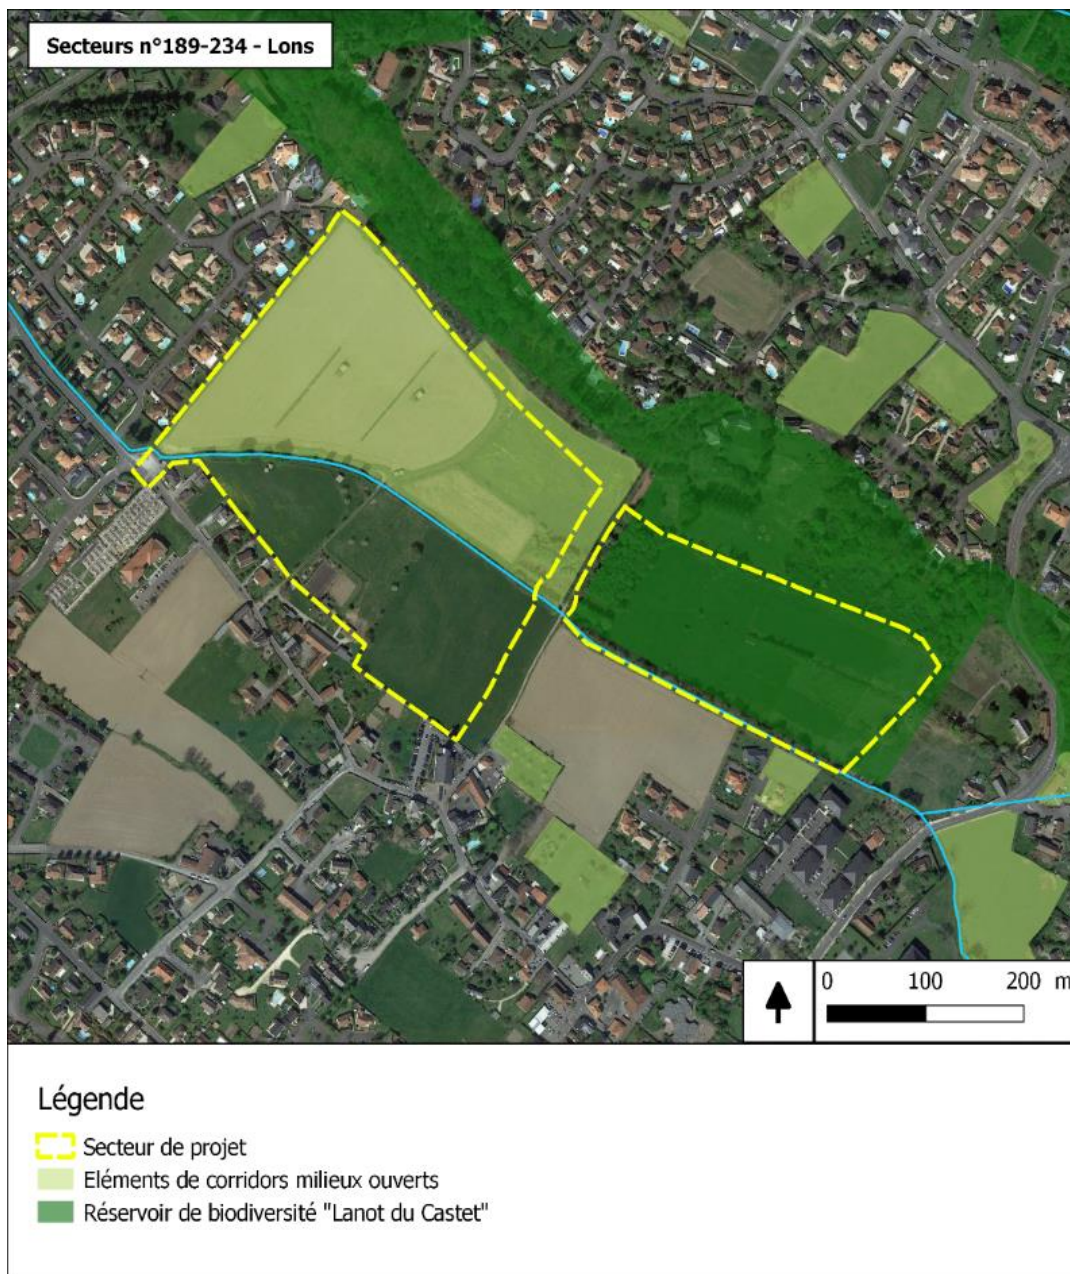 Secteurs n°189-234 - Lons
0 100 200 m
Légende
Secteur de projet
Eléments de corridors milieux ouverts
Réservoir de biodiversité "Lanot du Castet"